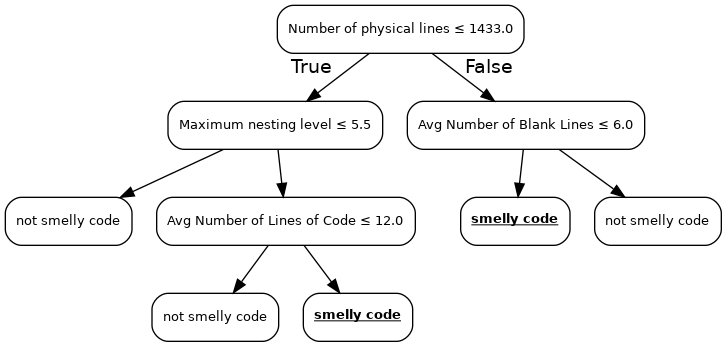 Number of physical lines ≤ 1433.0
True
False
Maximum nesting level ≤ 5.5
Avg Number of Blank Lines ≤ 6.0
not smelly code
Avg Number of Lines of Code ≤ 12.0
smelly code
not smelly code
not smelly code
smelly code